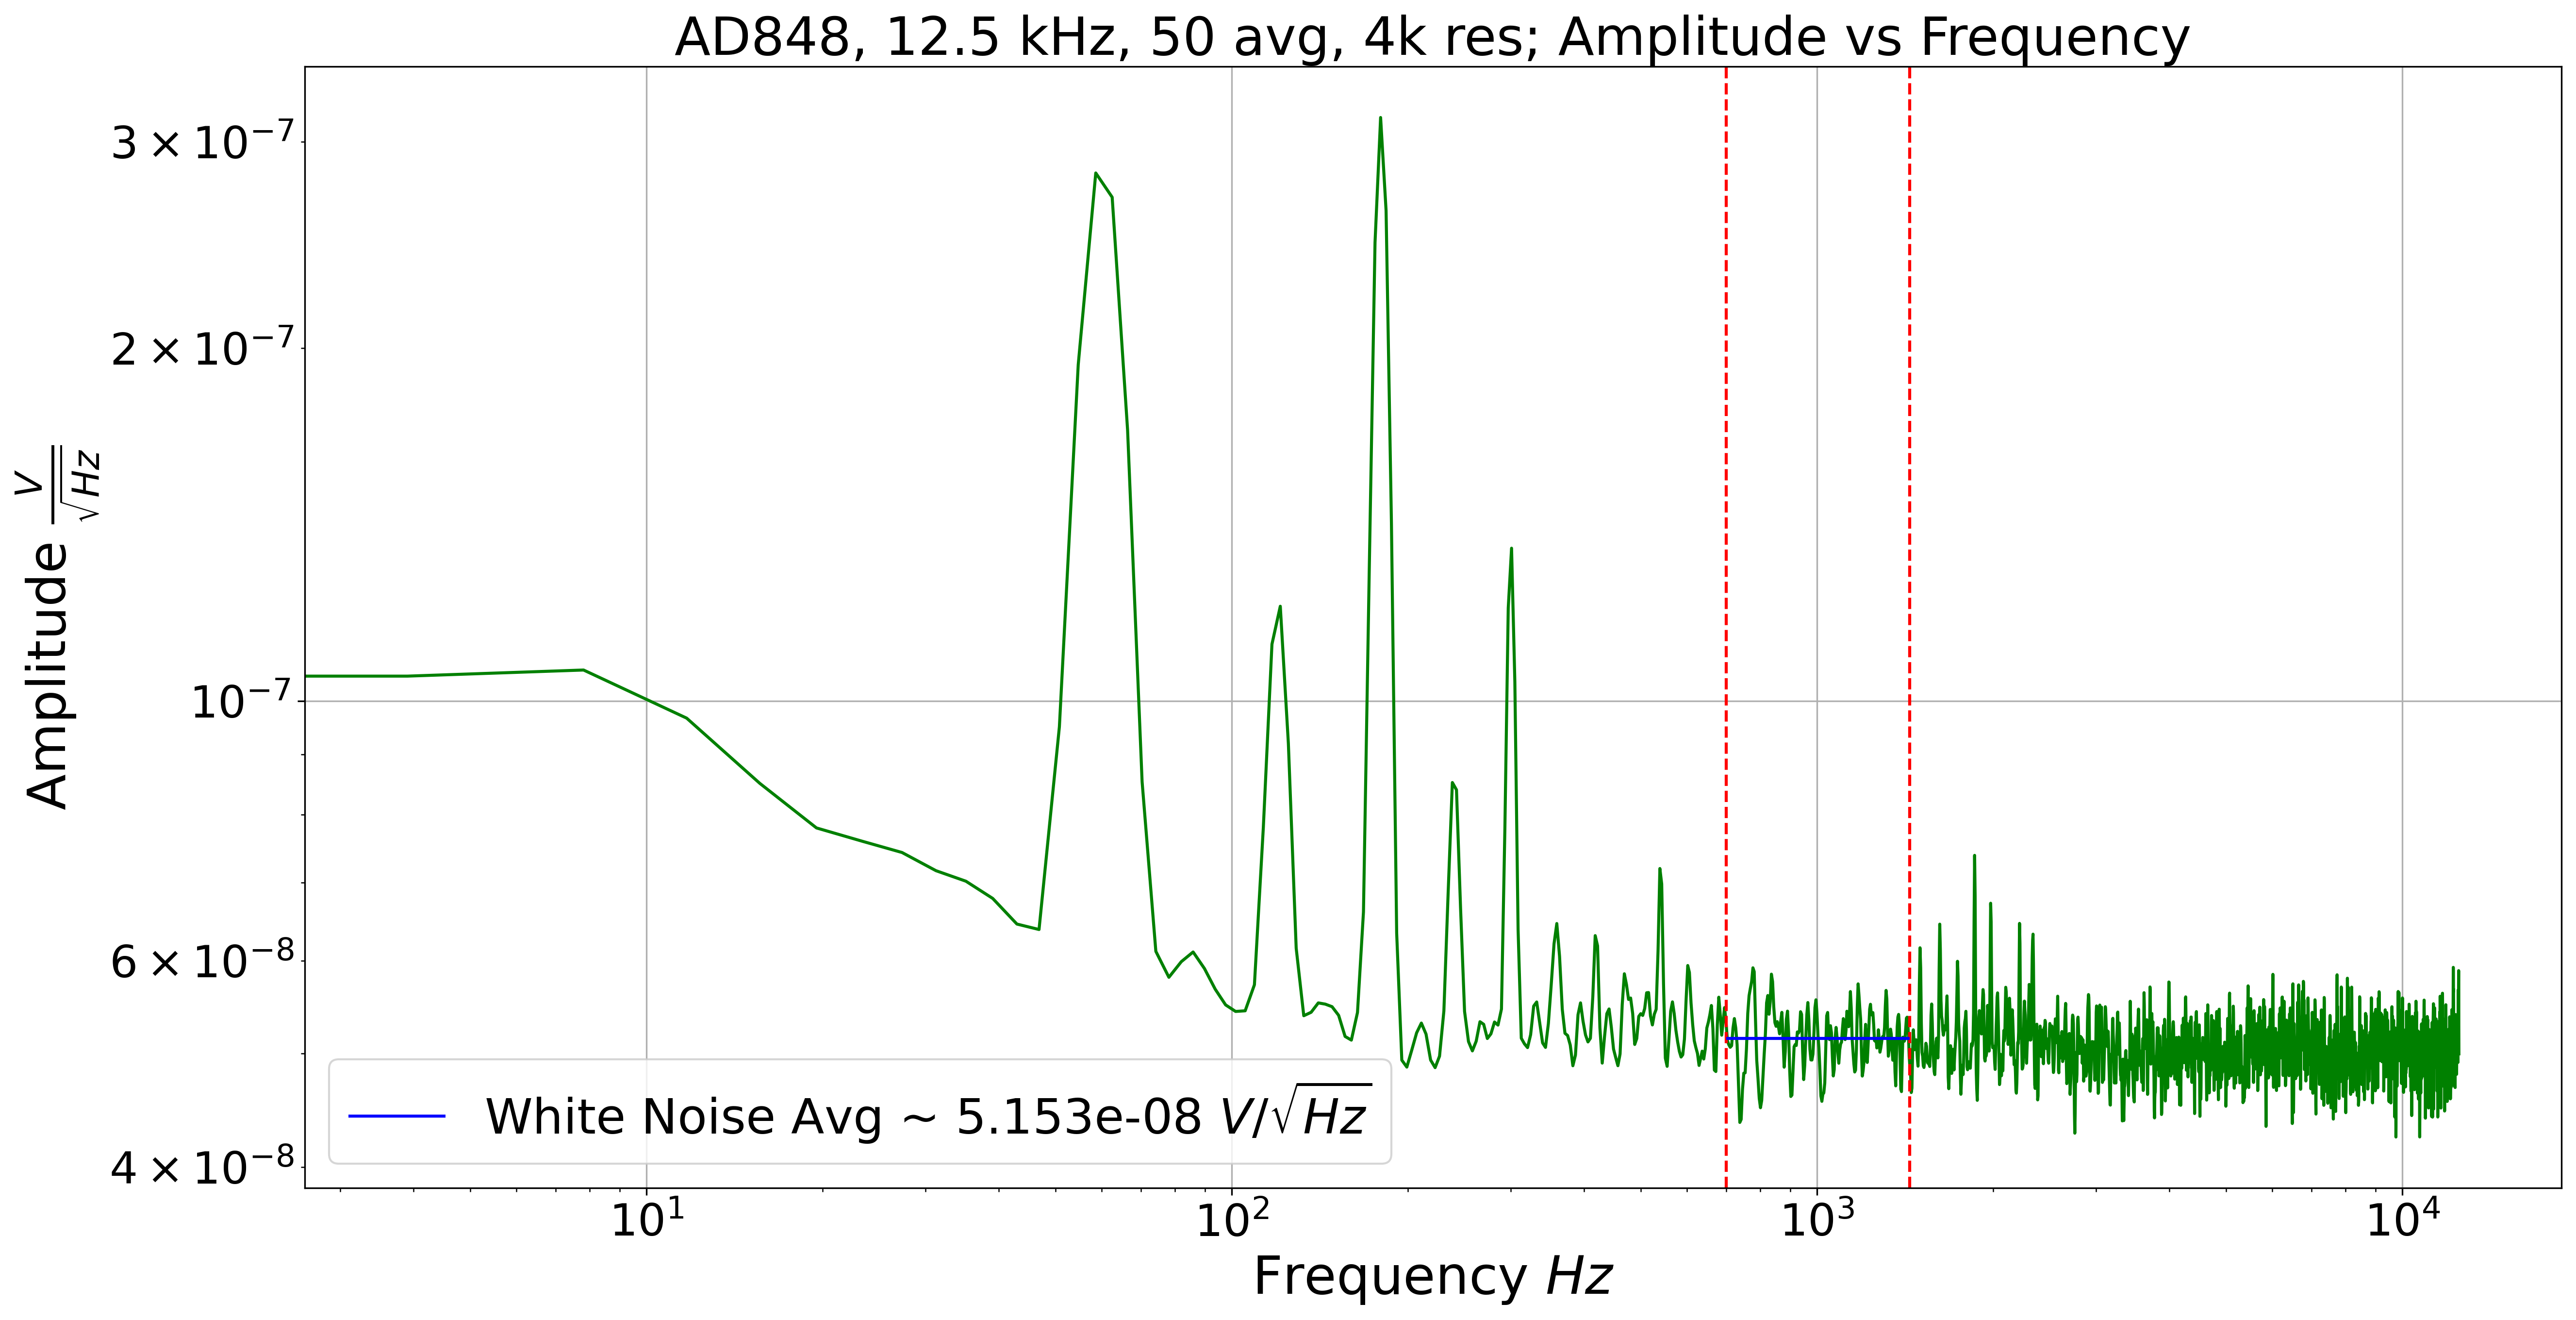 AD848, 12.5 kHz, 50 avg, 4k res; Amplitude vs Frequency
3×10⁻⁷
2×10⁻⁷
10⁻⁷
6×10⁻⁸
4×10⁻⁸
Amplitude V/√Hz
White Noise Avg ~ 5.153e-08 V/√Hz
10¹ 10² 10³ 10⁴
Frequency Hz